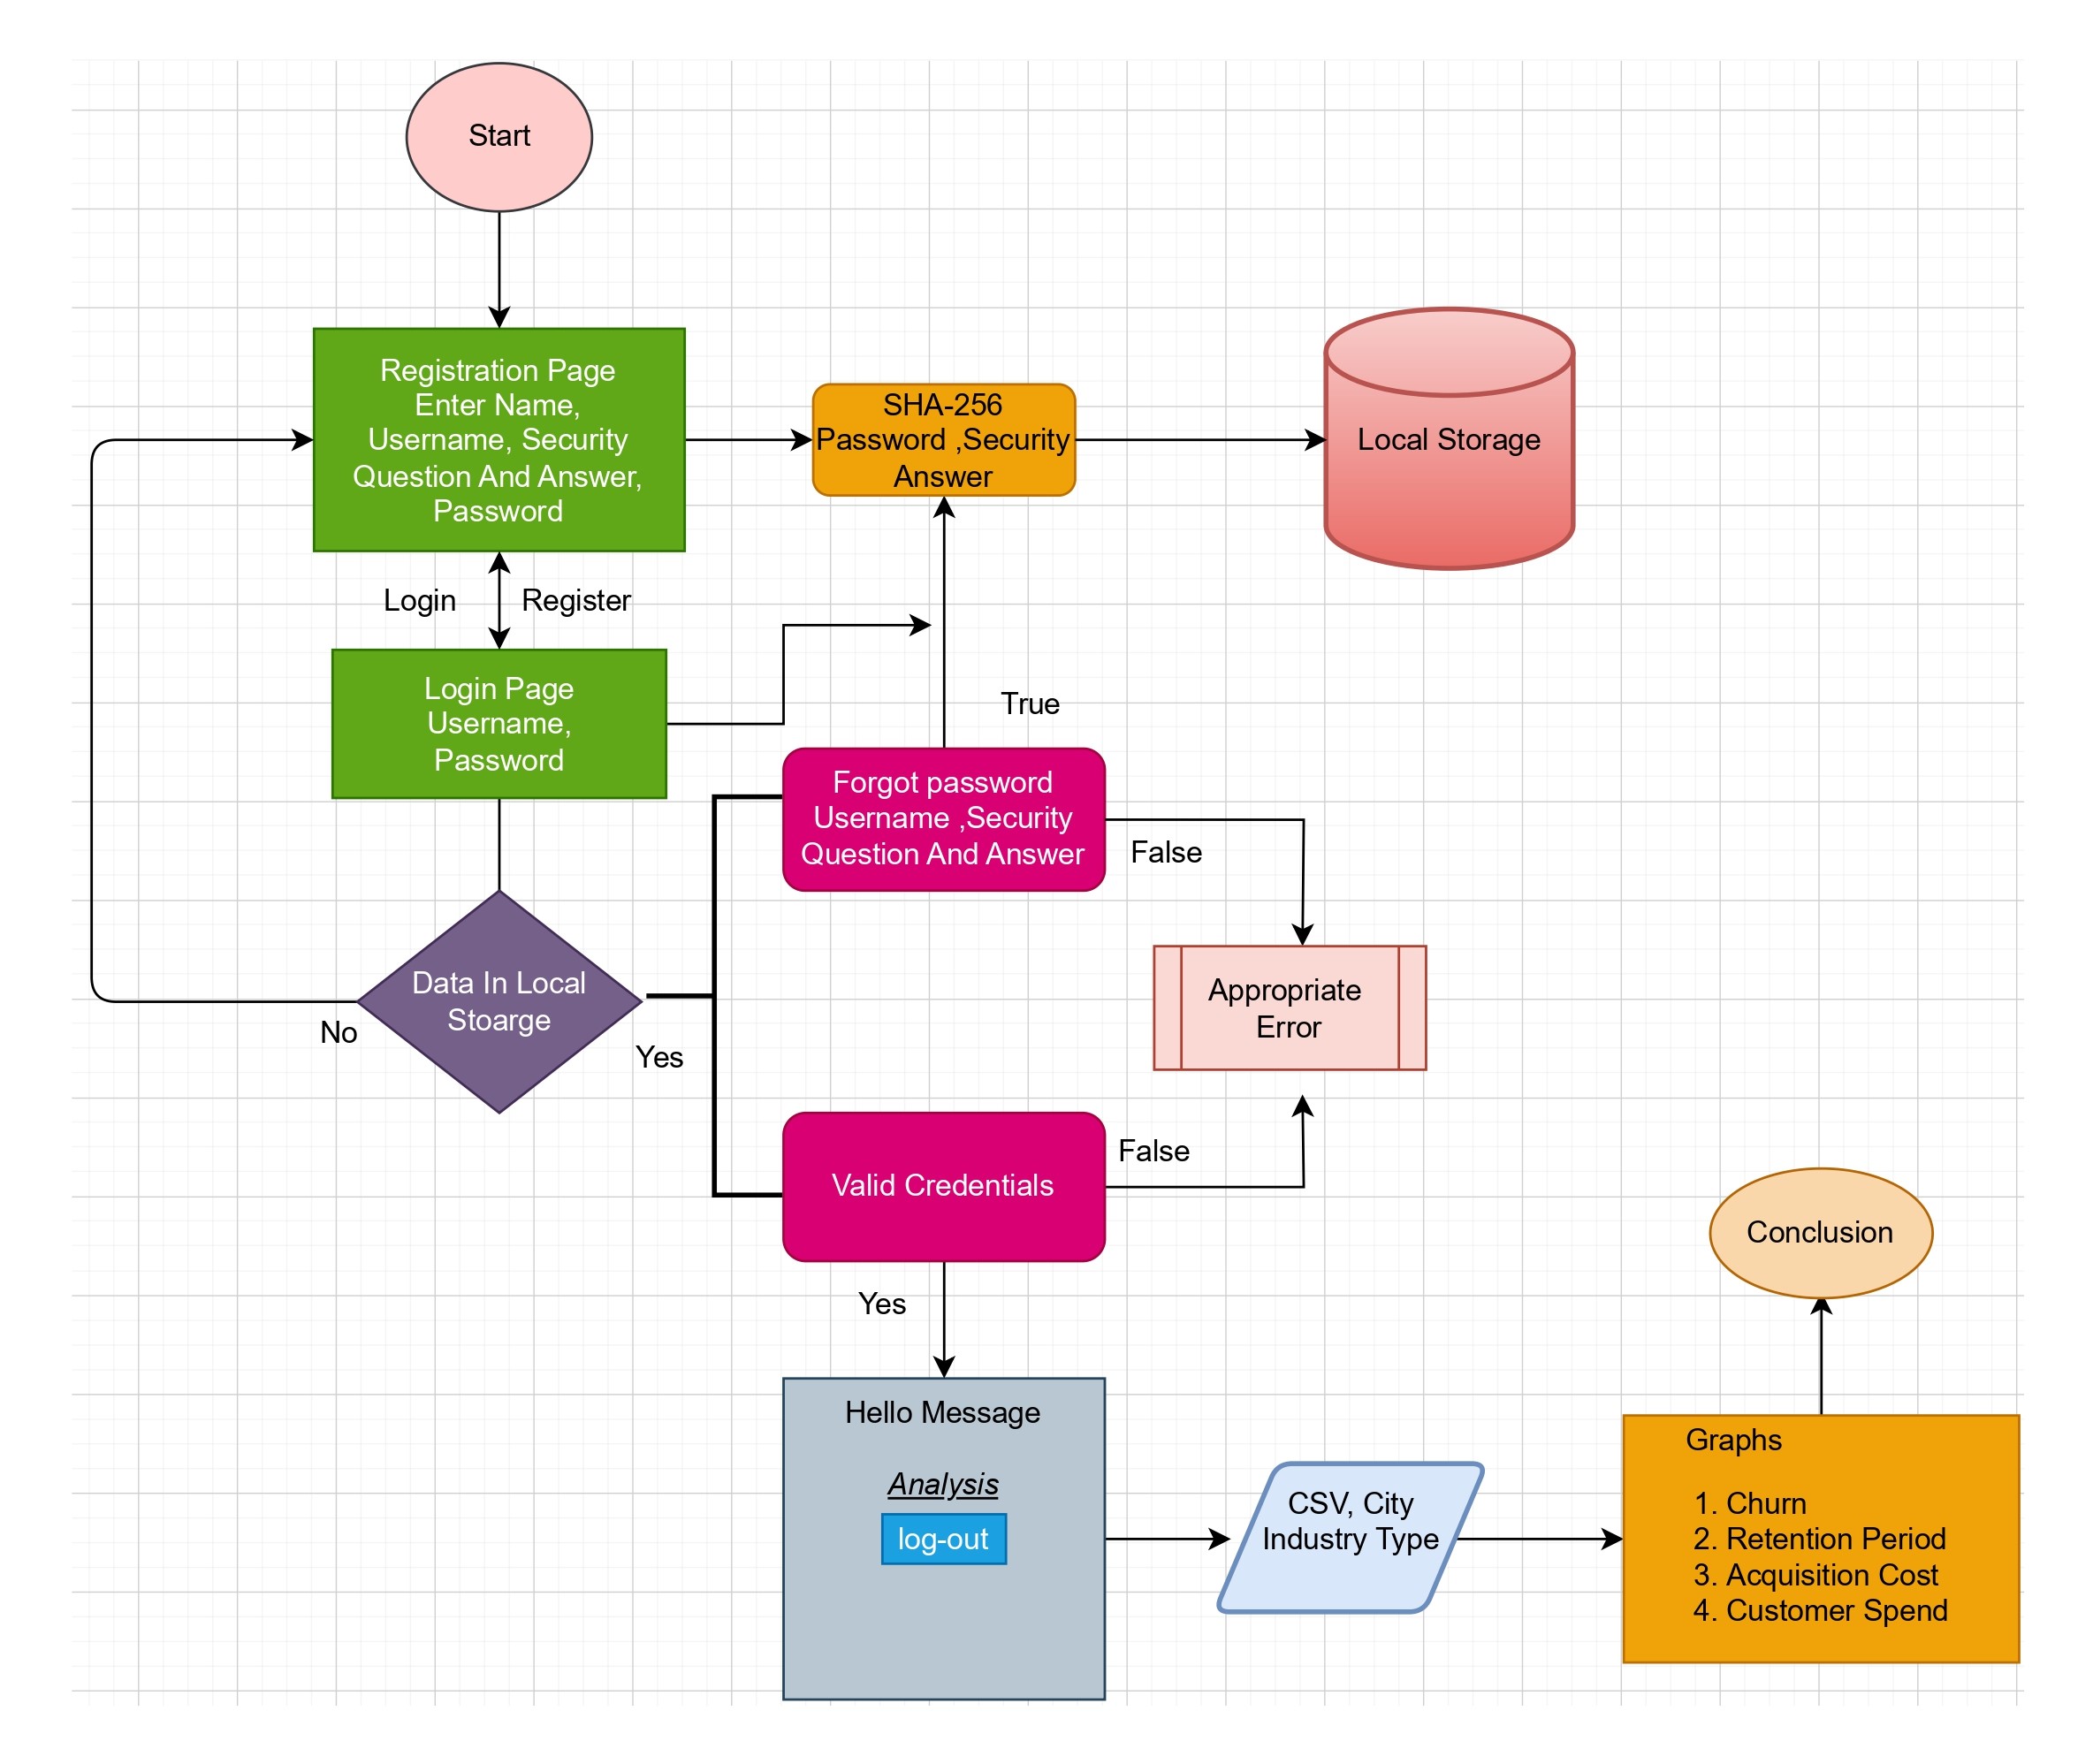 Start
Registration Page
Enter Name,
Username, Security
Question And Answer,
Password
SHA-256
Password ,Security
Answer
Local Storage
Login
Register
Login Page
Username,
Password
True
Forgot password
Username ,Security
Question And Answer
False
Data In Local
Stoarge
No
Yes
Appropriate
Error
Valid Credentials
False
Yes
Conclusion
Hello Message
Analysis
log-out
CSV, City
Industry Type
Graphs
1. Churn
2. Retention Period
3. Acquisition Cost
4. Customer Spend